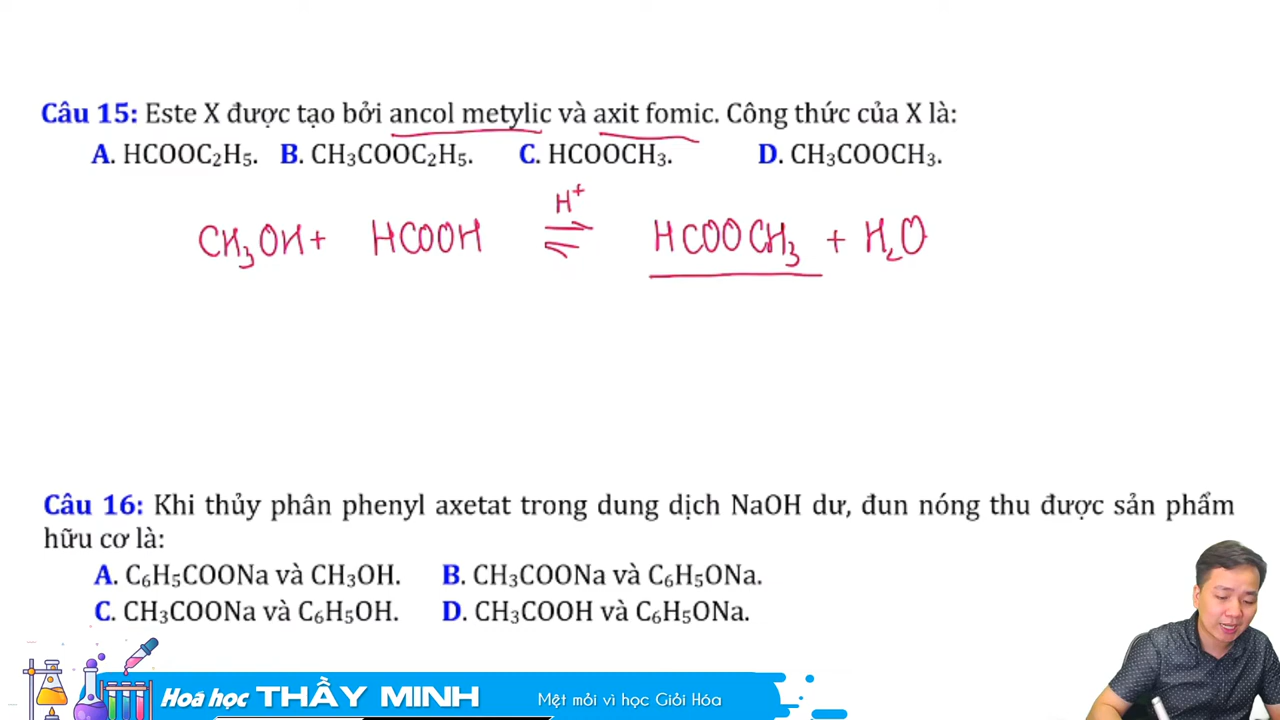 Câu 15: Este X được tạo bởi ancol metylic và axit fomic. Công thức của X là:
A. HCOOC₂H₅. B. CH₃COOC₂H₅. C. HCOOCH₃. D. CH₃COOCH₃.
H⁺
CH₃OH + HCOOH ⇌ HCOOCH₃ + H₂O
Câu 16: Khi thủy phân phenyl axetat trong dung dịch NaOH dư, đun nóng thu được sản phẩm
hữu cơ là:
A. C₆H₅COONa và CH₃OH. B. CH₃COONa và C₆H₅ONa.
C. CH₃COONa và C₆H₅OH. D. CH₃COOH và C₆H₅ONa.
Hoá học THẦY MINH Mệt mỏi vì học Giỏi Hóa